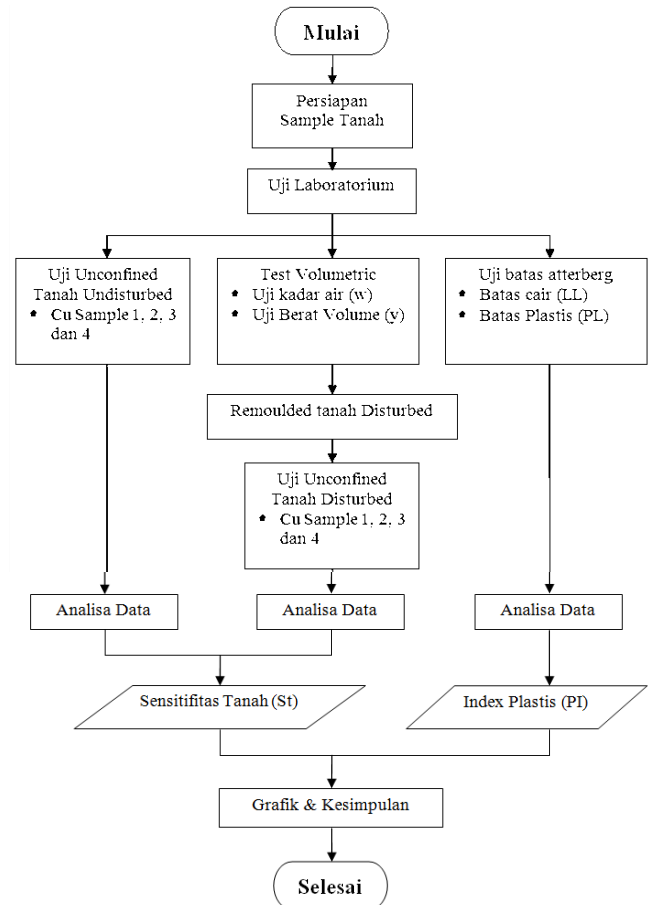 Mulai
Persiapan
Sample Tanah
Uji Laboratorium
Uji Unconfined
Tanah Undisturbed
• Cu Sample 1, 2, 3
dan 4
Test Volumetric
• Uji kadar air (w)
• Uji Berat Volume (γ)
Uji batas atterberg
• Batas cair (LL)
• Batas Plastis (PL)
Remoulded tanah Disturbed
Uji Unconfined
Tanah Disturbed
• Cu Sample 1, 2, 3
dan 4
Analisa Data
Analisa Data
Analisa Data
Sensitifitas Tanah (St)
Index Plastis (PI)
Grafik & Kesimpulan
Selesai